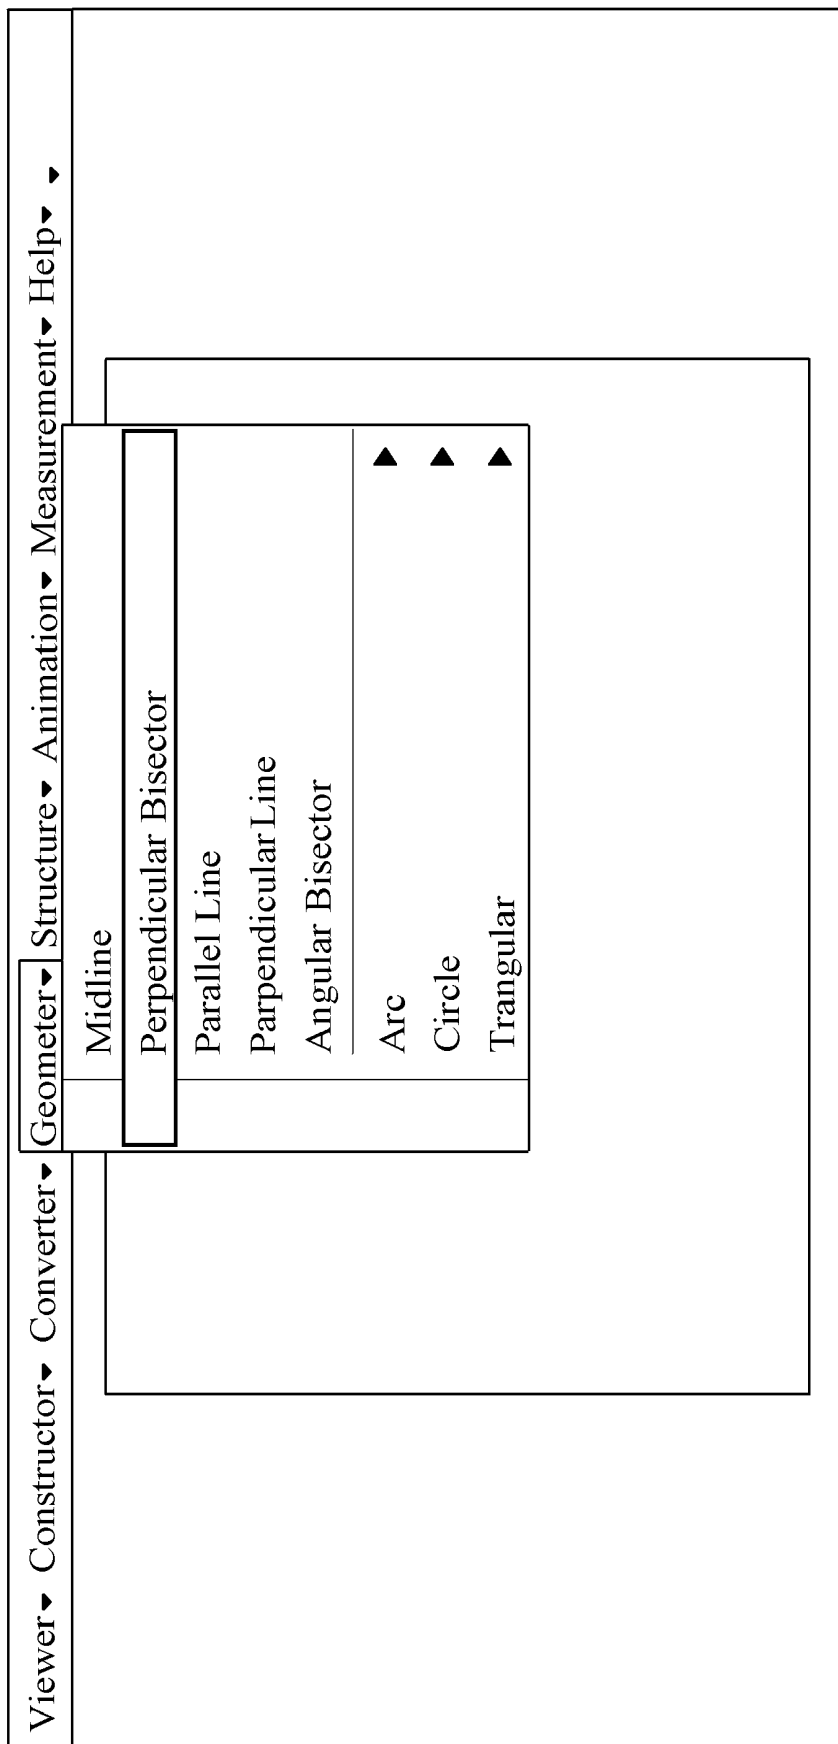 Viewer Constructor Converter Geometer Structure Animation Measurement Help
Midline
Perpendicular Bisector
Parallel Line
Parpendicular Line
Angular Bisector
Arc
Circle
Trangular